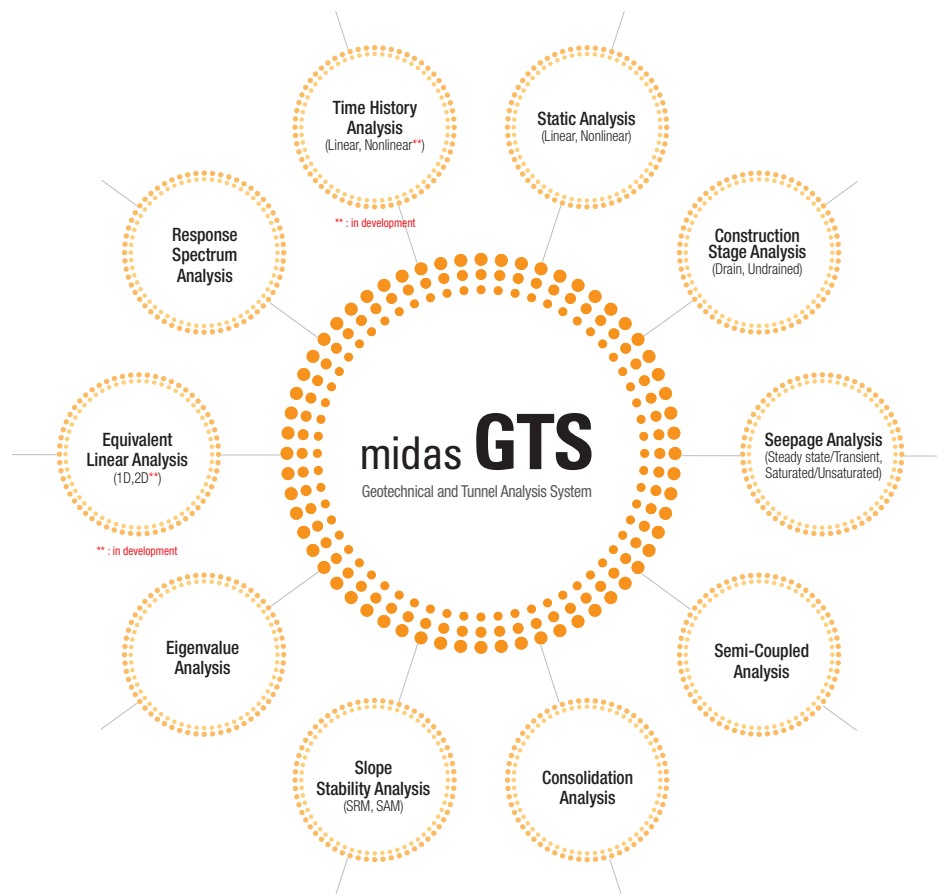 Time History
Analysis
(Linear, Nonlinear**)
** : in development
Static Analysis
(Linear, Nonlinear)
Response
Spectrum
Analysis
Construction
Stage Analysis
(Drain, Undrained)
Equivalent
Linear Analysis
(1D,2D**)
** : in development
midas GTS
Geotechnical and Tunnel Analysis System
Seepage Analysis
(Steady state/Transient,
Saturated/Unsaturated)
Eigenvalue
Analysis
Semi-Coupled
Analysis
Slope
Stability Analysis
(SRM, SAM)
Consolidation
Analysis